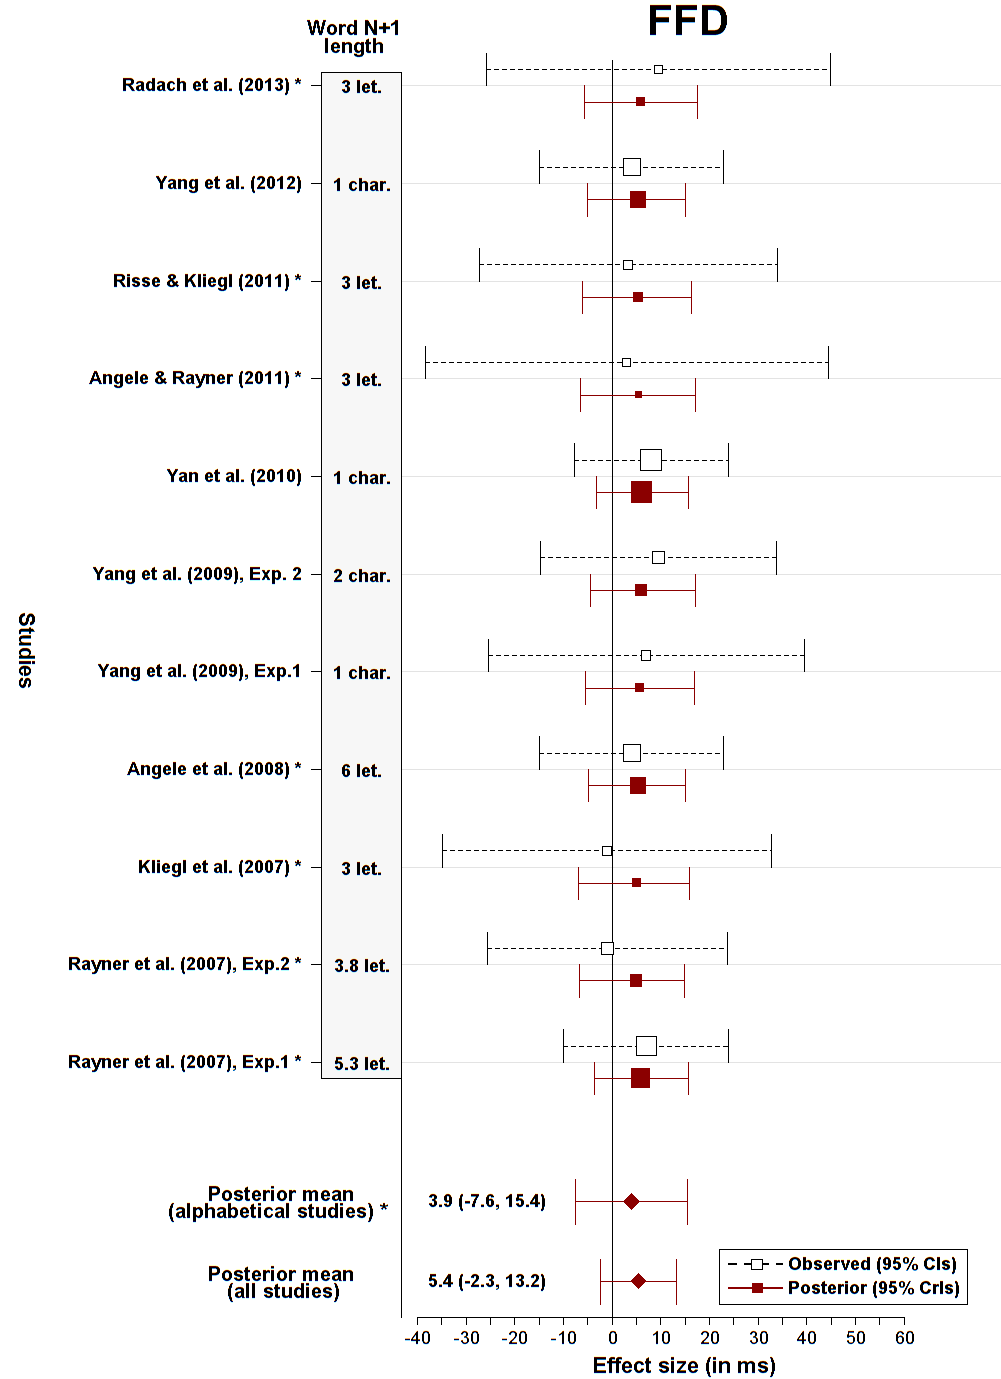 FFD
Word N+1
length
Radach et al. (2013) * 3 let.
Yang et al. (2012) 1 char.
Risse & Kliegl (2011) * 3 let.
Angele & Rayner (2011) * 3 let.
Yan et al. (2010) 1 char.
Yang et al. (2009), Exp. 2 2 char.
Yang et al. (2009), Exp.1 1 char.
Angele et al. (2008) * 6 let.
Kliegl et al. (2007) * 3 let.
Rayner et al. (2007), Exp.2 * 3.8 let.
Rayner et al. (2007), Exp.1 * 5.3 let.
Studies
Posterior mean
(alphabetical studies) *
3.9 (-7.6, 15.4)
Posterior mean
(all studies)
5.4 (-2.3, 13.2)
Observed (95% CIs)
Posterior (95% CrIs)
-40 -30 -20 -10 0 10 20 30 40 50 60
Effect size (in ms)